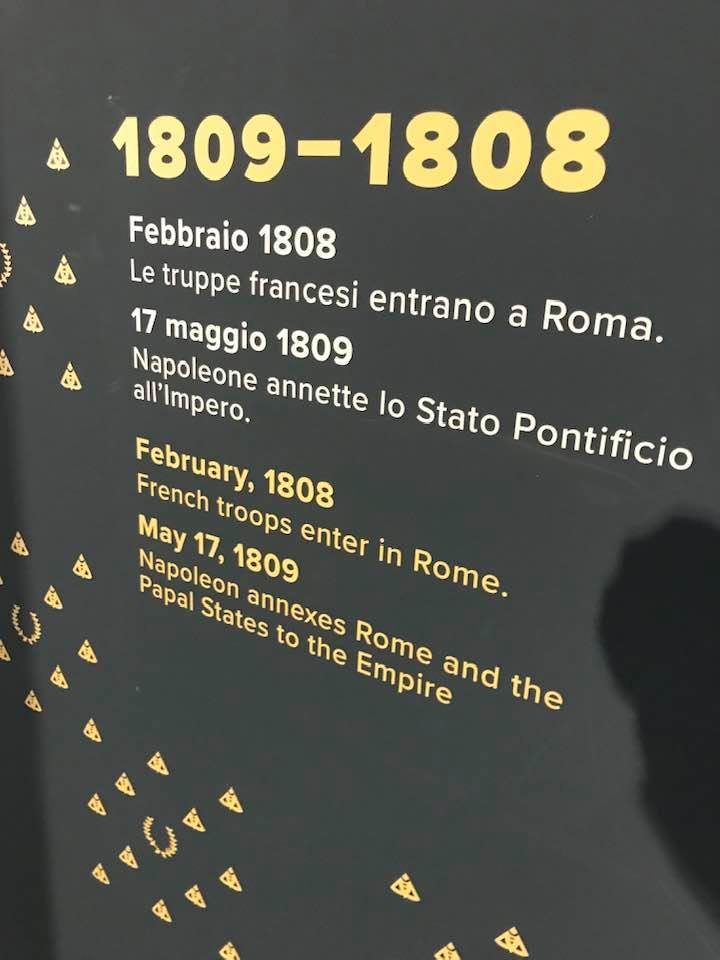 1809–1808
Febbraio 1808
Le truppe francesi entrano a Roma.
17 maggio 1809
Napoleone annette lo Stato Pontificio
all'Impero.
February, 1808
French troops enter in Rome.
May 17, 1809
Napoleon annexes Rome and the
Papal States to the Empire